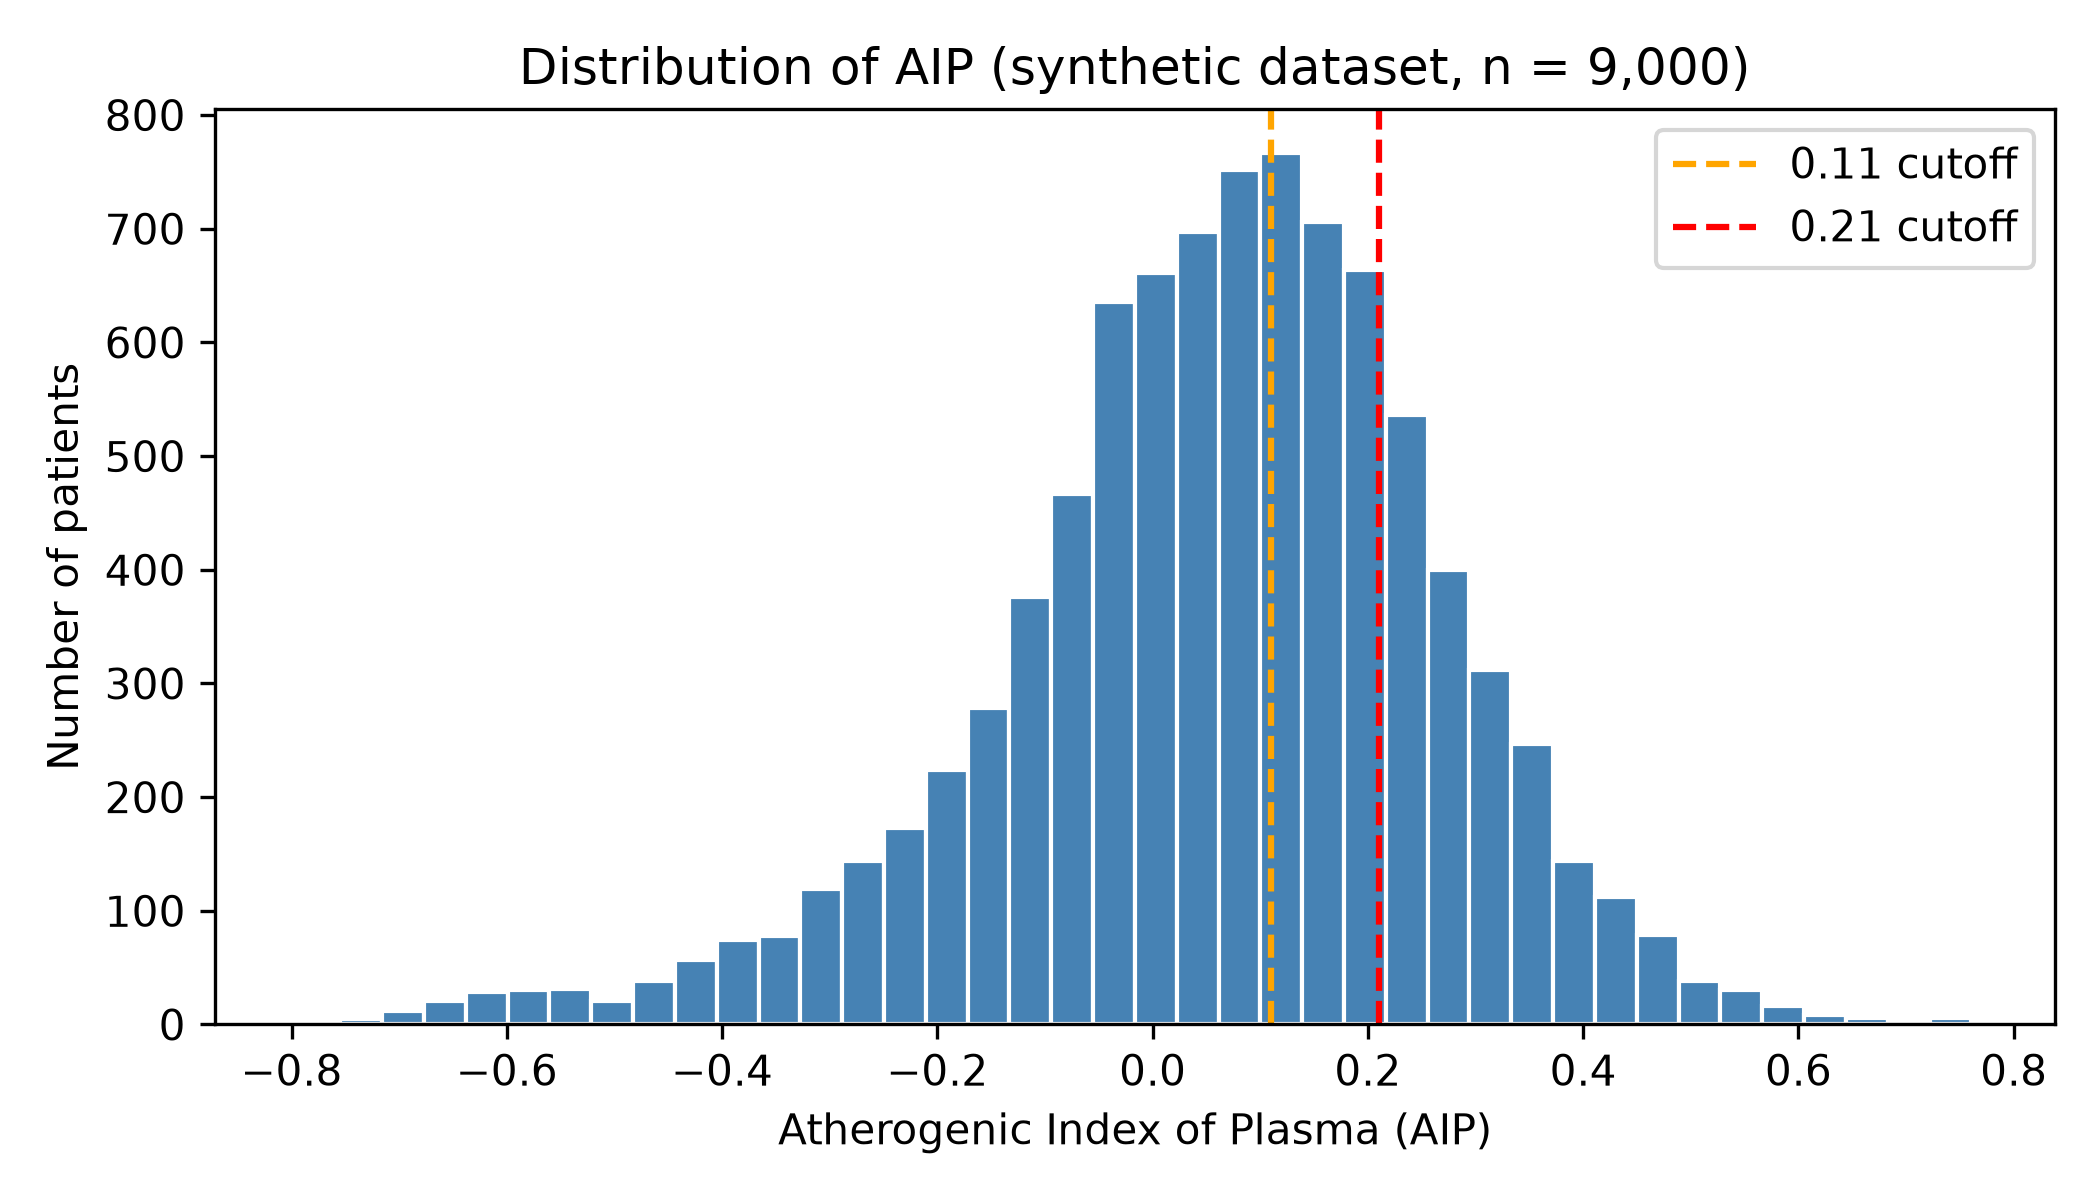 Distribution of AIP (synthetic dataset, n = 9,000)
800
700
600
500
400
300
200
100
0
Number of patients
0.11 cutoff
0.21 cutoff
−0.8 −0.6 −0.4 −0.2 0.0 0.2 0.4 0.6 0.8
Atherogenic Index of Plasma (AIP)